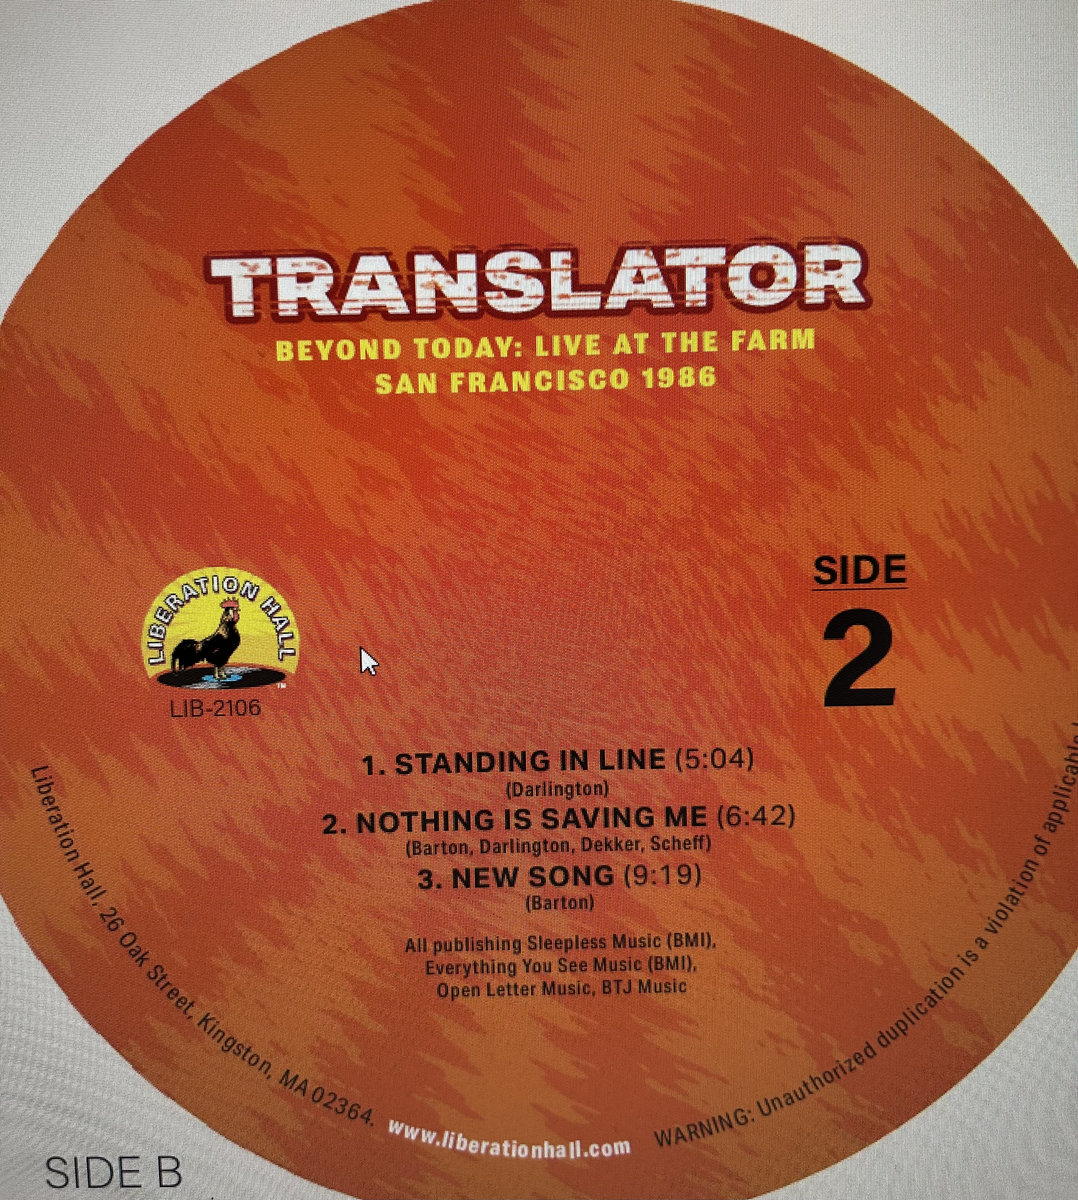 TRANSLATOR
BEYOND TODAY: LIVE AT THE FARM
SAN FRANCISCO 1986
LIBERATION HALL
TM
LIB-2106
SIDE
2
1. STANDING IN LINE (5:04)
(Darlington)
2. NOTHING IS SAVING ME (6:42)
(Barton, Darlington, Dekker, Scheff)
3. NEW SONG (9:19)
(Barton)
All publishing Sleepless Music (BMI),
Everything You See Music (BMI),
Open Letter Music, BTJ Music
Liberation Hall, 26 Oak Street, Kingston, MA 02364.
www.liberationhall.com
WARNING: Unauthorized duplication is a violation of applicable
SIDE B